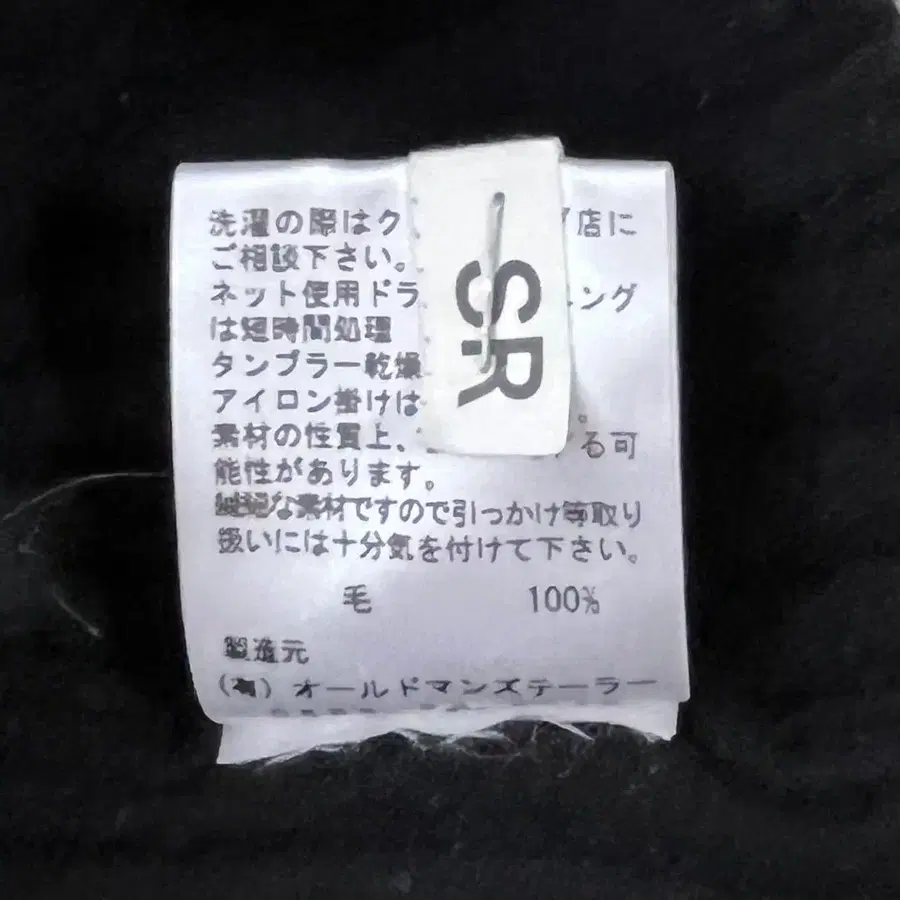 洗濯の際はク
店に
ご相談下さい。
ネット使用ドラ
ング
は短時間処理
タンブラー乾燥
アイロン掛けは
。
素材の性質上、
る可
能性があります。
繊細な素材ですので引っかけ等取り
扱いには十分気を付けて下さい。
毛 100%
製造元
(有) オールドマンズテーラー
SR